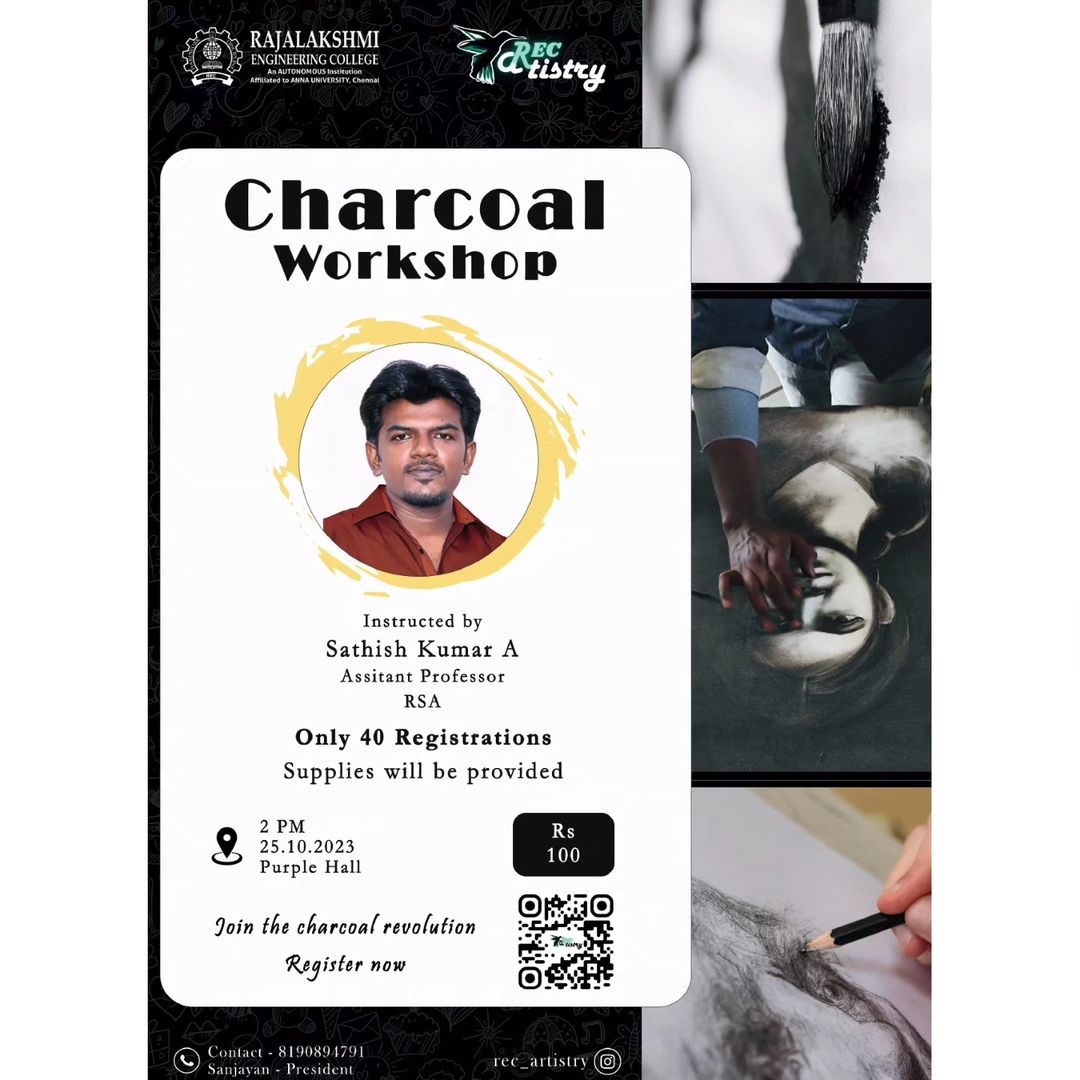 RAJALAKSHMI
ENGINEERING COLLEGE
An AUTONOMOUS Institution
Affiliated to ANNA UNIVERSITY, Chennai
REC
Artistry
Charcoal
Workshop
Instructed by
Sathish Kumar A
Assitant Professor
RSA
Only 40 Registrations
Supplies will be provided
2 PM
25.10.2023
Purple Hall
Rs
100
Join the charcoal revolution
Register now
REC
Artistry
Contact - 8190894791
Sanjayan - President
rec_artistry